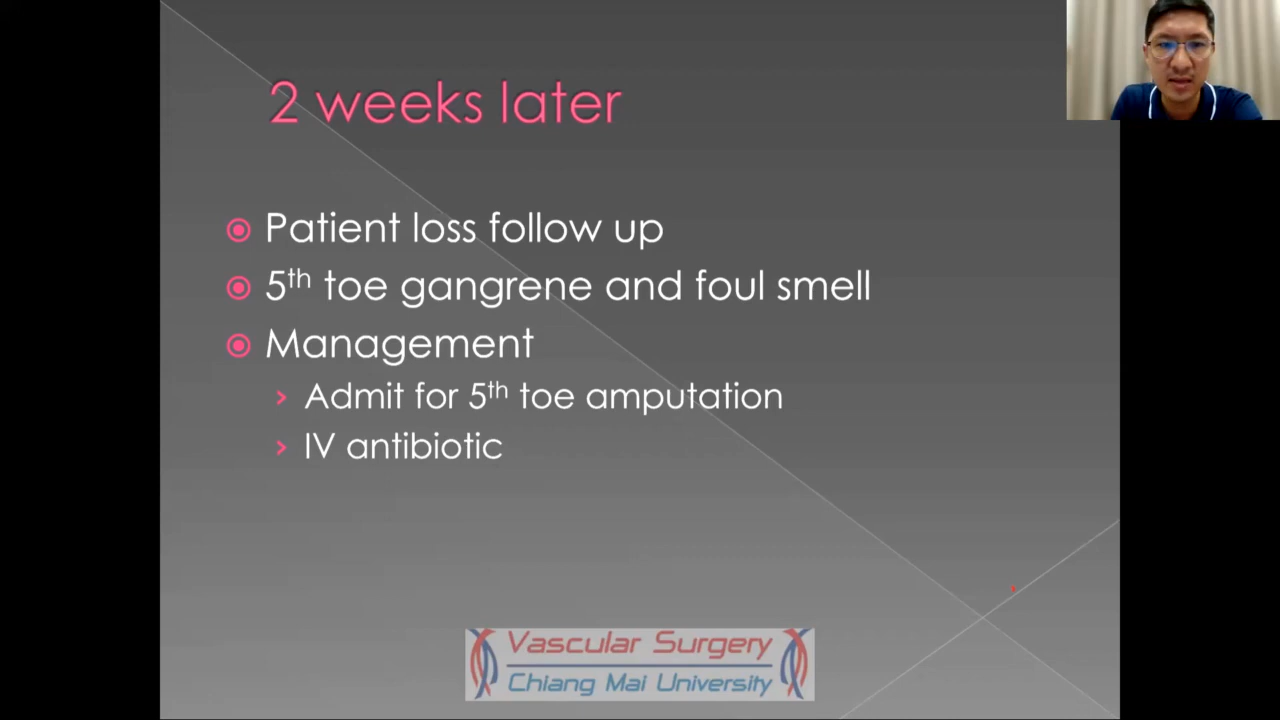 2 weeks later
Patient loss follow up
5th toe gangrene and foul smell
Management
Admit for 5th toe amputation
IV antibiotic
Vascular Surgery
Chiang Mai University